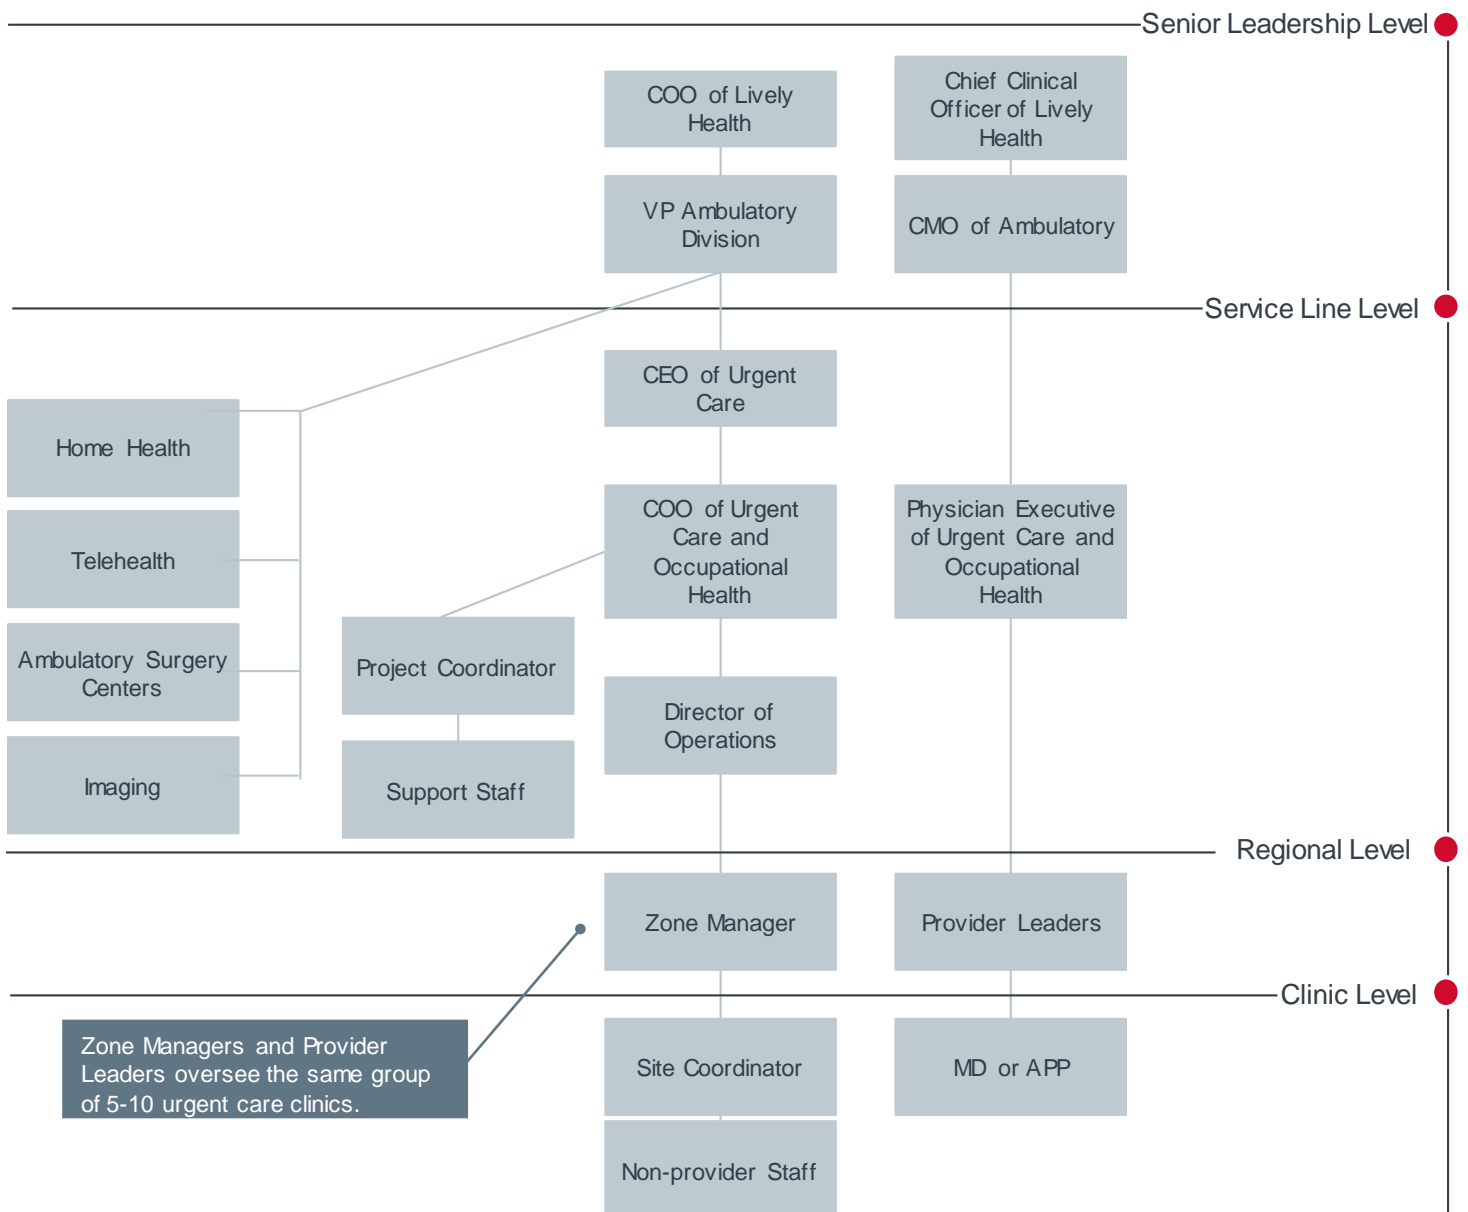 Senior Leadership Level
COO of Lively
Health
Chief Clinical
Officer of Lively
Health
VP Ambulatory
Division
CMO of Ambulatory
Service Line Level
CEO of Urgent
Care
Home Health
Telehealth
Ambulatory Surgery
Centers
Imaging
COO of Urgent
Care and
Occupational
Health
Physician Executive
of Urgent Care and
Occupational
Health
Project Coordinator
Support Staff
Director of
Operations
Regional Level
Zone Manager
Provider Leaders
Clinic Level
Zone Managers and Provider
Leaders oversee the same group
of 5-10 urgent care clinics.
Site Coordinator
MD or APP
Non-provider Staff